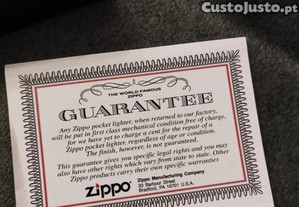 CustoJusto.pt
THE WORLD FAMOUS
ZIPPO
GUARANTEE
Any Zippo pocket lighter, when returned to our factory,
will be put in first class mechanical condition free of charge,
for we have yet to charge a cent for the repair of a
Zippo pocket lighter, regardless of age or condition.
The finish, however, is not guaranteed.
This guarantee gives you specific legal rights and you may
also have other rights which vary from state to state. Other
Zippo products carry their own specific warranties
zippo
Zippo Manufacturing Company
33 Barbour Street
Bradford, PA 16701 U.S.A.